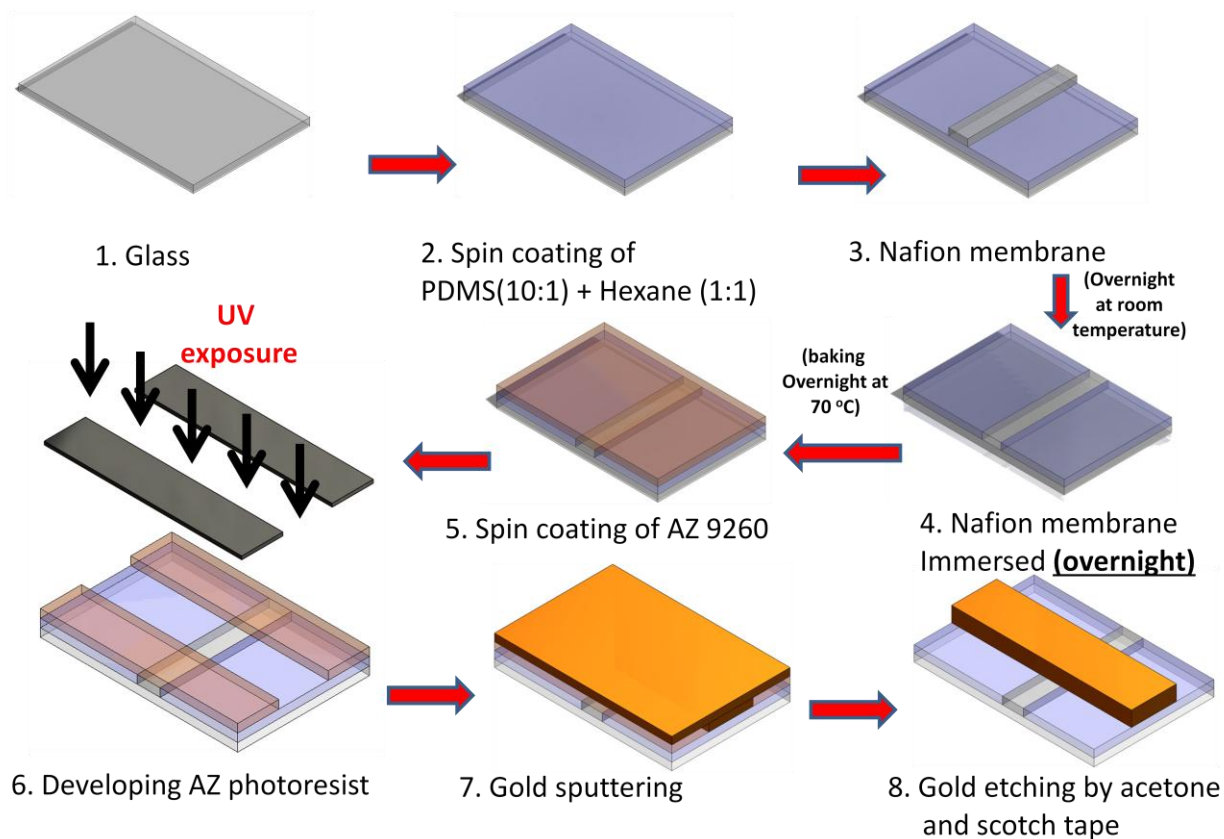 1. Glass
2. Spin coating of
PDMS(10:1) + Hexane (1:1)
3. Nafion membrane
(Overnight
at room
temperature)
4. Nafion membrane
Immersed (overnight)
(baking
Overnight at
70 °C)
5. Spin coating of AZ 9260
UV
exposure
6. Developing AZ photoresist
7. Gold sputtering
8. Gold etching by acetone
and scotch tape